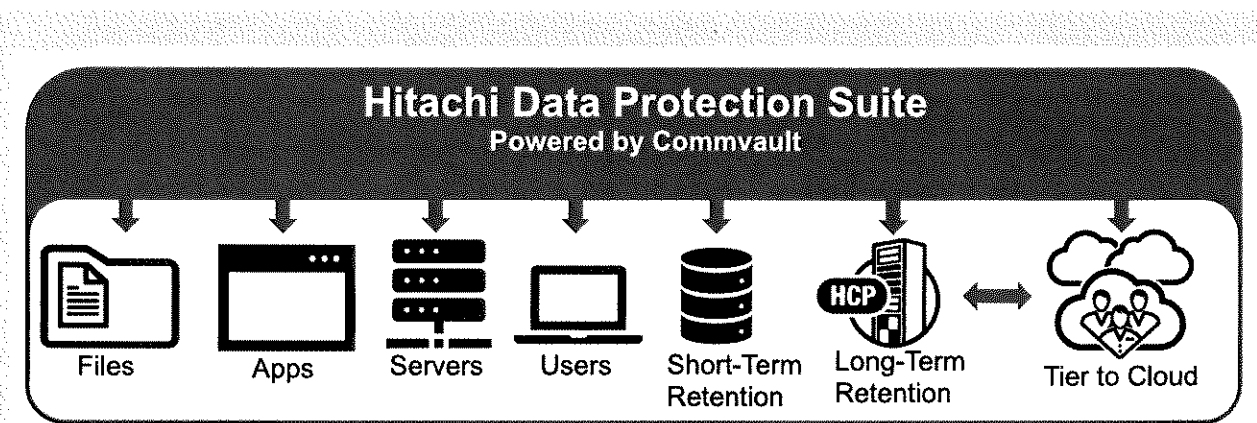 Hitachi Data Protection Suite
Powered by Commvault
HCP
Files
Apps
Servers
Users
Short-Term
Retention
Long-Term
Retention
Tier to Cloud